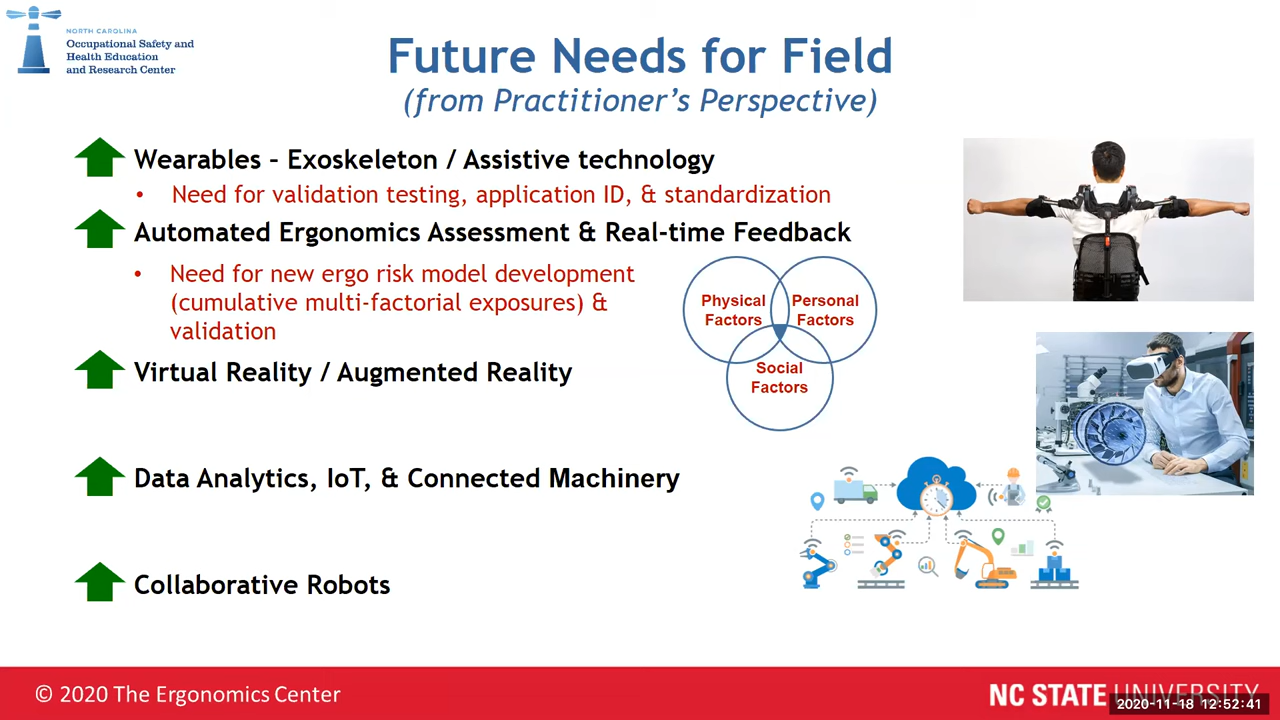 NORTH CAROLINA
Occupational Safety and
Health Education
and Research Center
Future Needs for Field
(from Practitioner's Perspective)
Wearables – Exoskeleton / Assistive technology
• Need for validation testing, application ID, & standardization
Automated Ergonomics Assessment & Real-time Feedback
• Need for new ergo risk model development
(cumulative multi-factorial exposures) &
validation
Physical
Factors
Personal
Factors
Social
Factors
Virtual Reality / Augmented Reality
Data Analytics, IoT, & Connected Machinery
Collaborative Robots
© 2020 The Ergonomics Center
NC STATE UNIVERSITY
2020-11-18 12:52:41